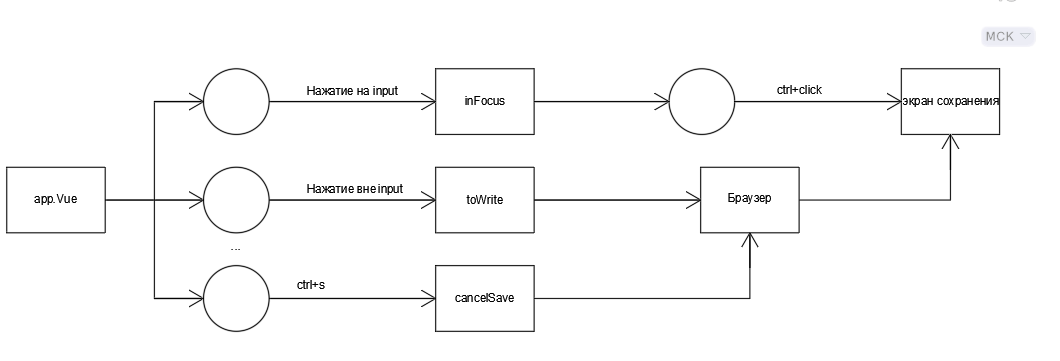 МСК
Нажатие на input
inFocus
ctrl+click
экран сохранения
app.Vue
Нажатие вне input
toWrite
Браузер
...
ctrl+s
cancelSave